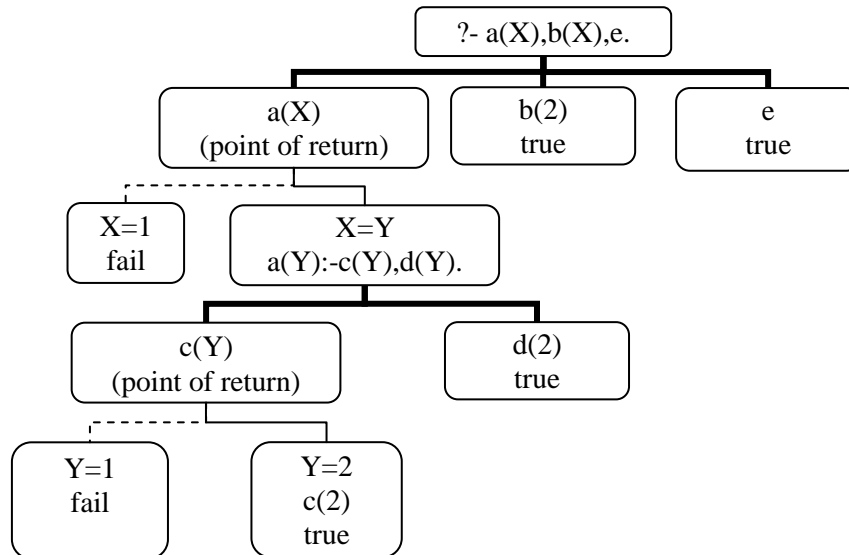 ?- a(X),b(X),e.
a(X)
(point of return)
b(2)
true
e
true
X=1
fail
X=Y
a(Y):-c(Y),d(Y).
c(Y)
(point of return)
d(2)
true
Y=1
fail
Y=2
c(2)
true